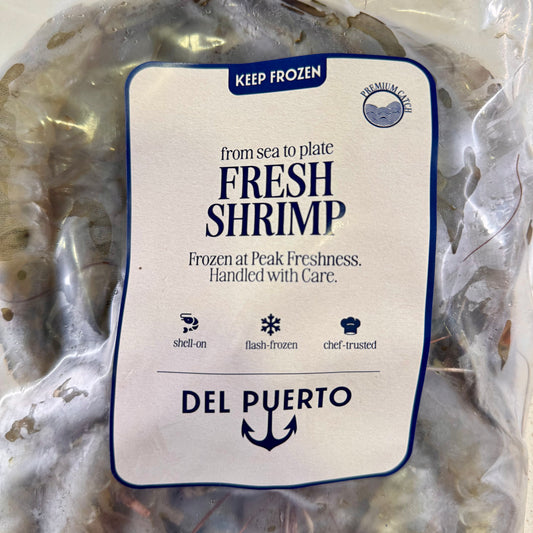 KEEP FROZEN
PREMIUM CATCH
from sea to plate
FRESH
SHRIMP
Frozen at Peak Freshness.
Handled with Care.
shell-on
flash-frozen
chef-trusted
DEL PUERTO